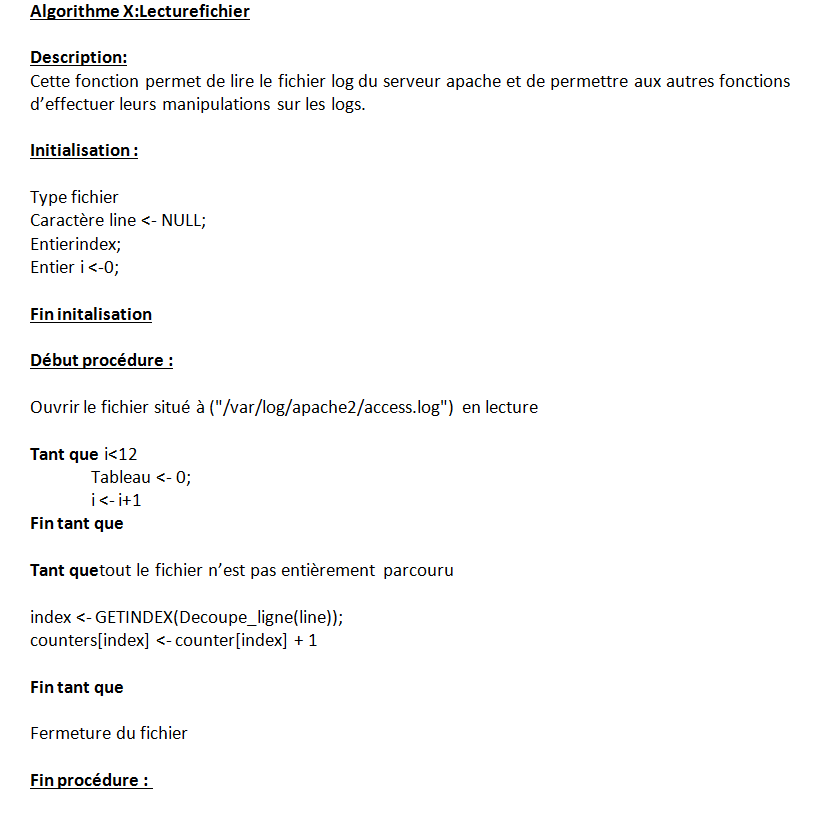 Algorithme X:Lecturefichier
Description:
Cette fonction permet de lire le fichier log du serveur apache et de permettre aux autres fonctions
d’effectuer leurs manipulations sur les logs.
Initialisation :
Type fichier
Caractère line <- NULL;
Entierindex;
Entier i <-0;
Fin initalisation
Début procédure :
Ouvrir le fichier situé à ("/var/log/apache2/access.log") en lecture
Tant que i<12
Tableau <- 0;
i <- i+1
Fin tant que
Tant quetout le fichier n’est pas entièrement parcouru
index <- GETINDEX(Decoupe_ligne(line));
counters[index] <- counter[index] + 1
Fin tant que
Fermeture du fichier
Fin procédure :